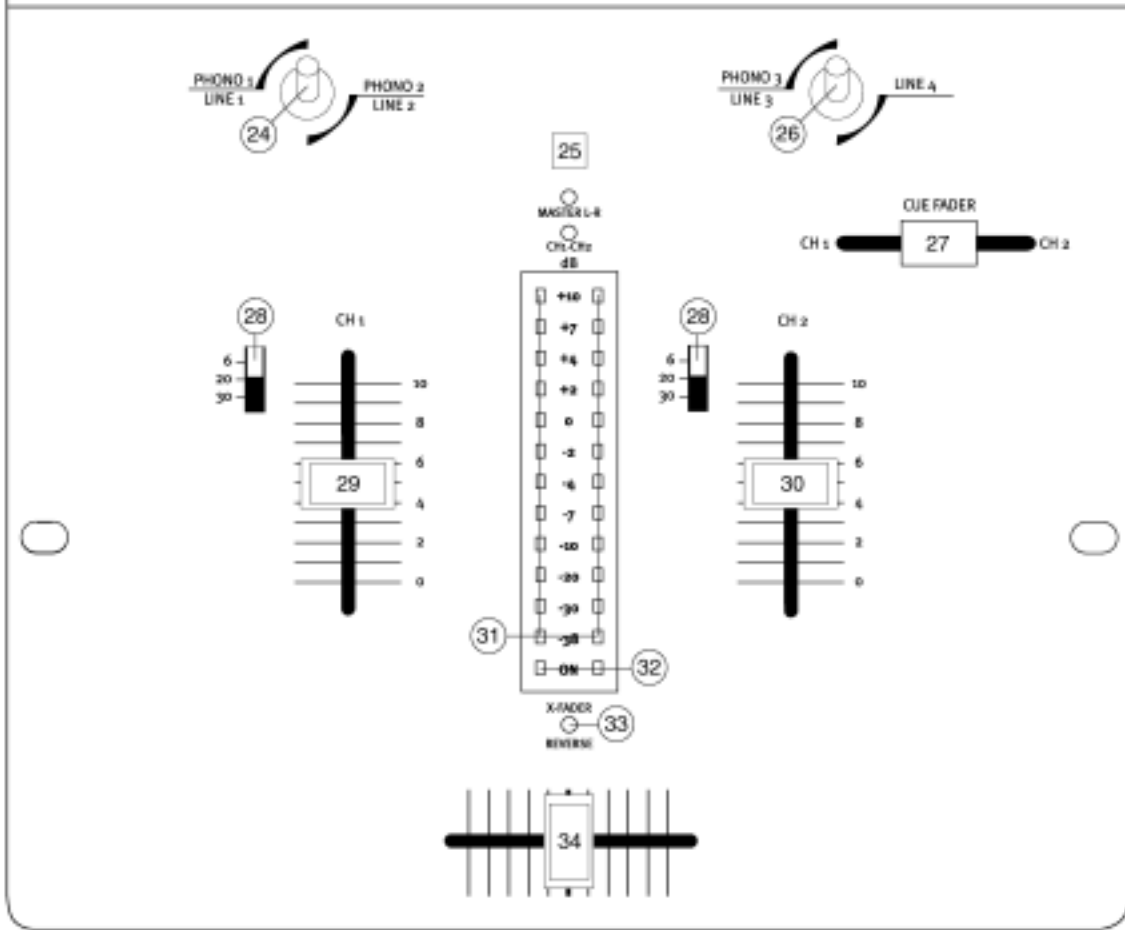 PHONO 1
LINE 1
PHONO 2
LINE 2
24
PHONO 3
LINE 3
LINE 4
26
25
MASTER L-R
CH1-CH2
dB
CUE FADER
CH 1
27
CH 2
28
6
20
30
CH 1
10
8
6
4
2
0
29
+10
+7
+4
+2
0
-2
-4
-7
-10
-20
-30
-38
ON
31
32
28
6
20
30
CH 2
10
8
6
4
2
0
30
X-FADER
33
REVERSE
34